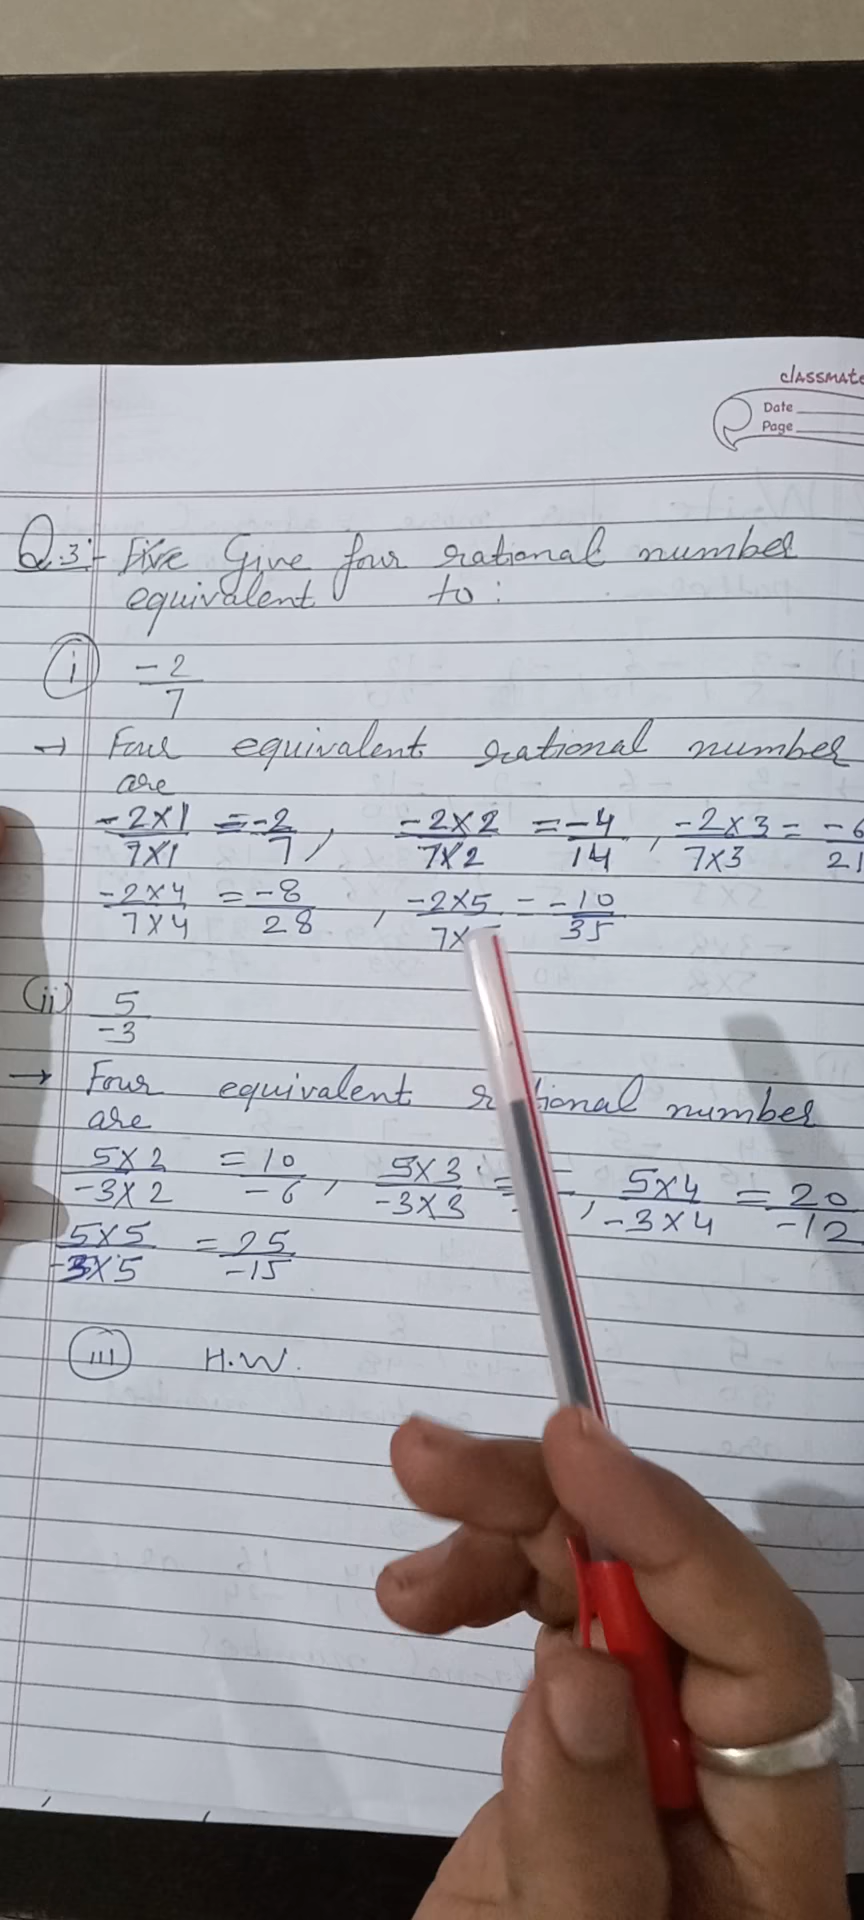 classmate
Date
Page
Q.3:- Five Give four rational number
equivalent to:
(i) -2/7
→ Four equivalent rational number
are
-2×1/7×1 = -2/7, -2×2/7×2 = -4/14, -2×3/7×3 = -6/21
-2×4/7×4 = -8/28, -2×5/7× = -10/35
(ii) 5/-3
→ Four equivalent number
are
5×2/-3×2 = 10/-6, 5×3/-3×3 = , 5×4/-3×4 = 20/-12
5×5/-3×5 = 25/-15
(iii) H.W.